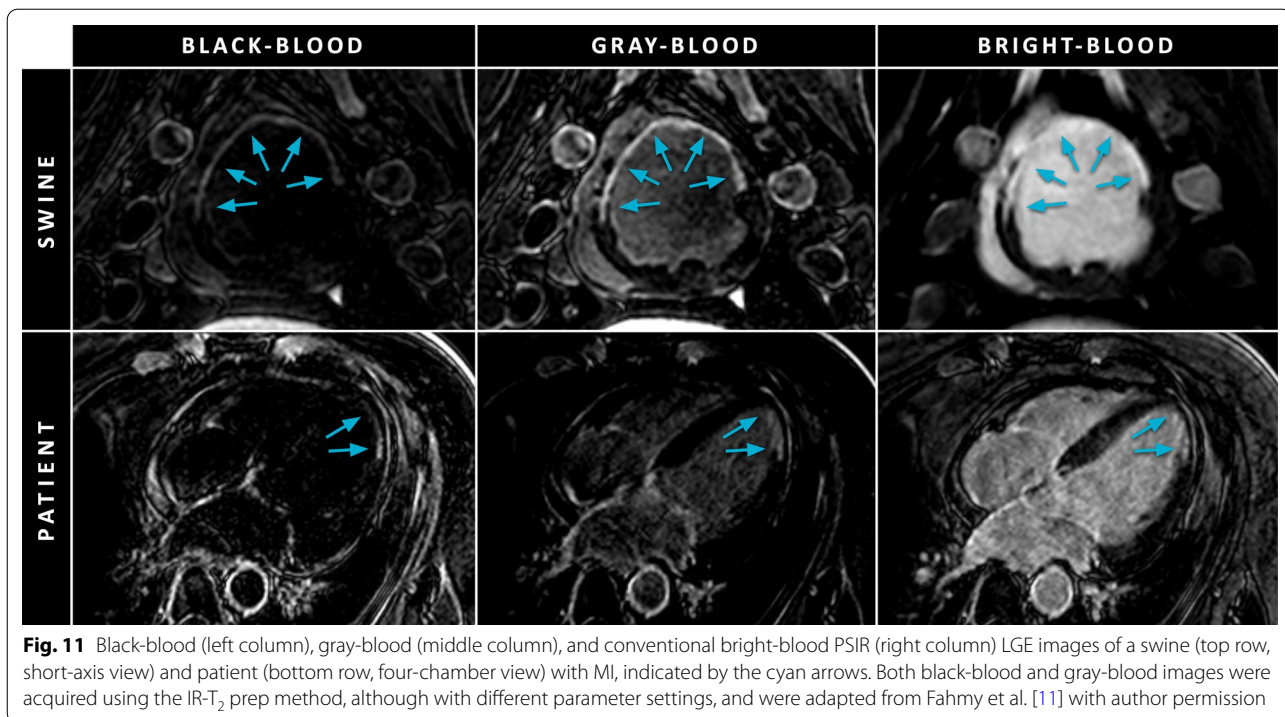 BLACK-BLOOD
GRAY-BLOOD
BRIGHT-BLOOD
SWINE
PATIENT
Fig. 11 Black-blood (left column), gray-blood (middle column), and conventional bright-blood PSIR (right column) LGE images of a swine (top row,
short-axis view) and patient (bottom row, four-chamber view) with MI, indicated by the cyan arrows. Both black-blood and gray-blood images were
acquired using the IR-T₂ prep method, although with different parameter settings, and were adapted from Fahmy et al. [11] with author permission